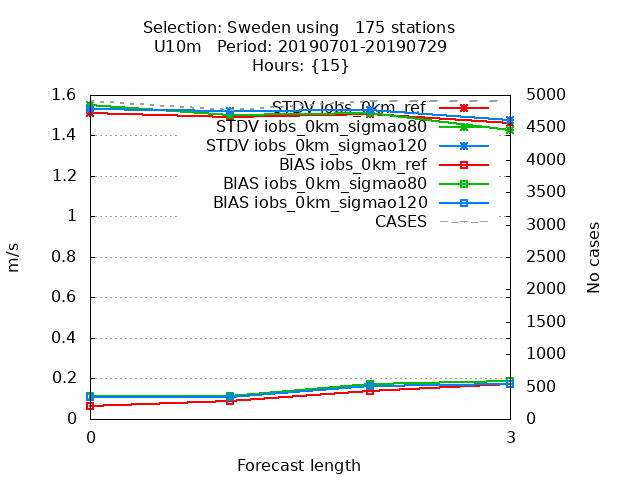 Selection: Sweden using   175 stations
U10m   Period: 20190701-20190729
Hours: {15}
1.6
1.4
1.2
1
0.8
0.6
0.4
0.2
0
m/s
STDV iobs_0km_ref
STDV iobs_0km_sigmao80
STDV iobs_0km_sigmao120
BIAS iobs_0km_ref
BIAS iobs_0km_sigmao80
BIAS iobs_0km_sigmao120
CASES
5000
4500
4000
3500
3000
2500
2000
1500
1000
500
0
No cases
0 3
Forecast length